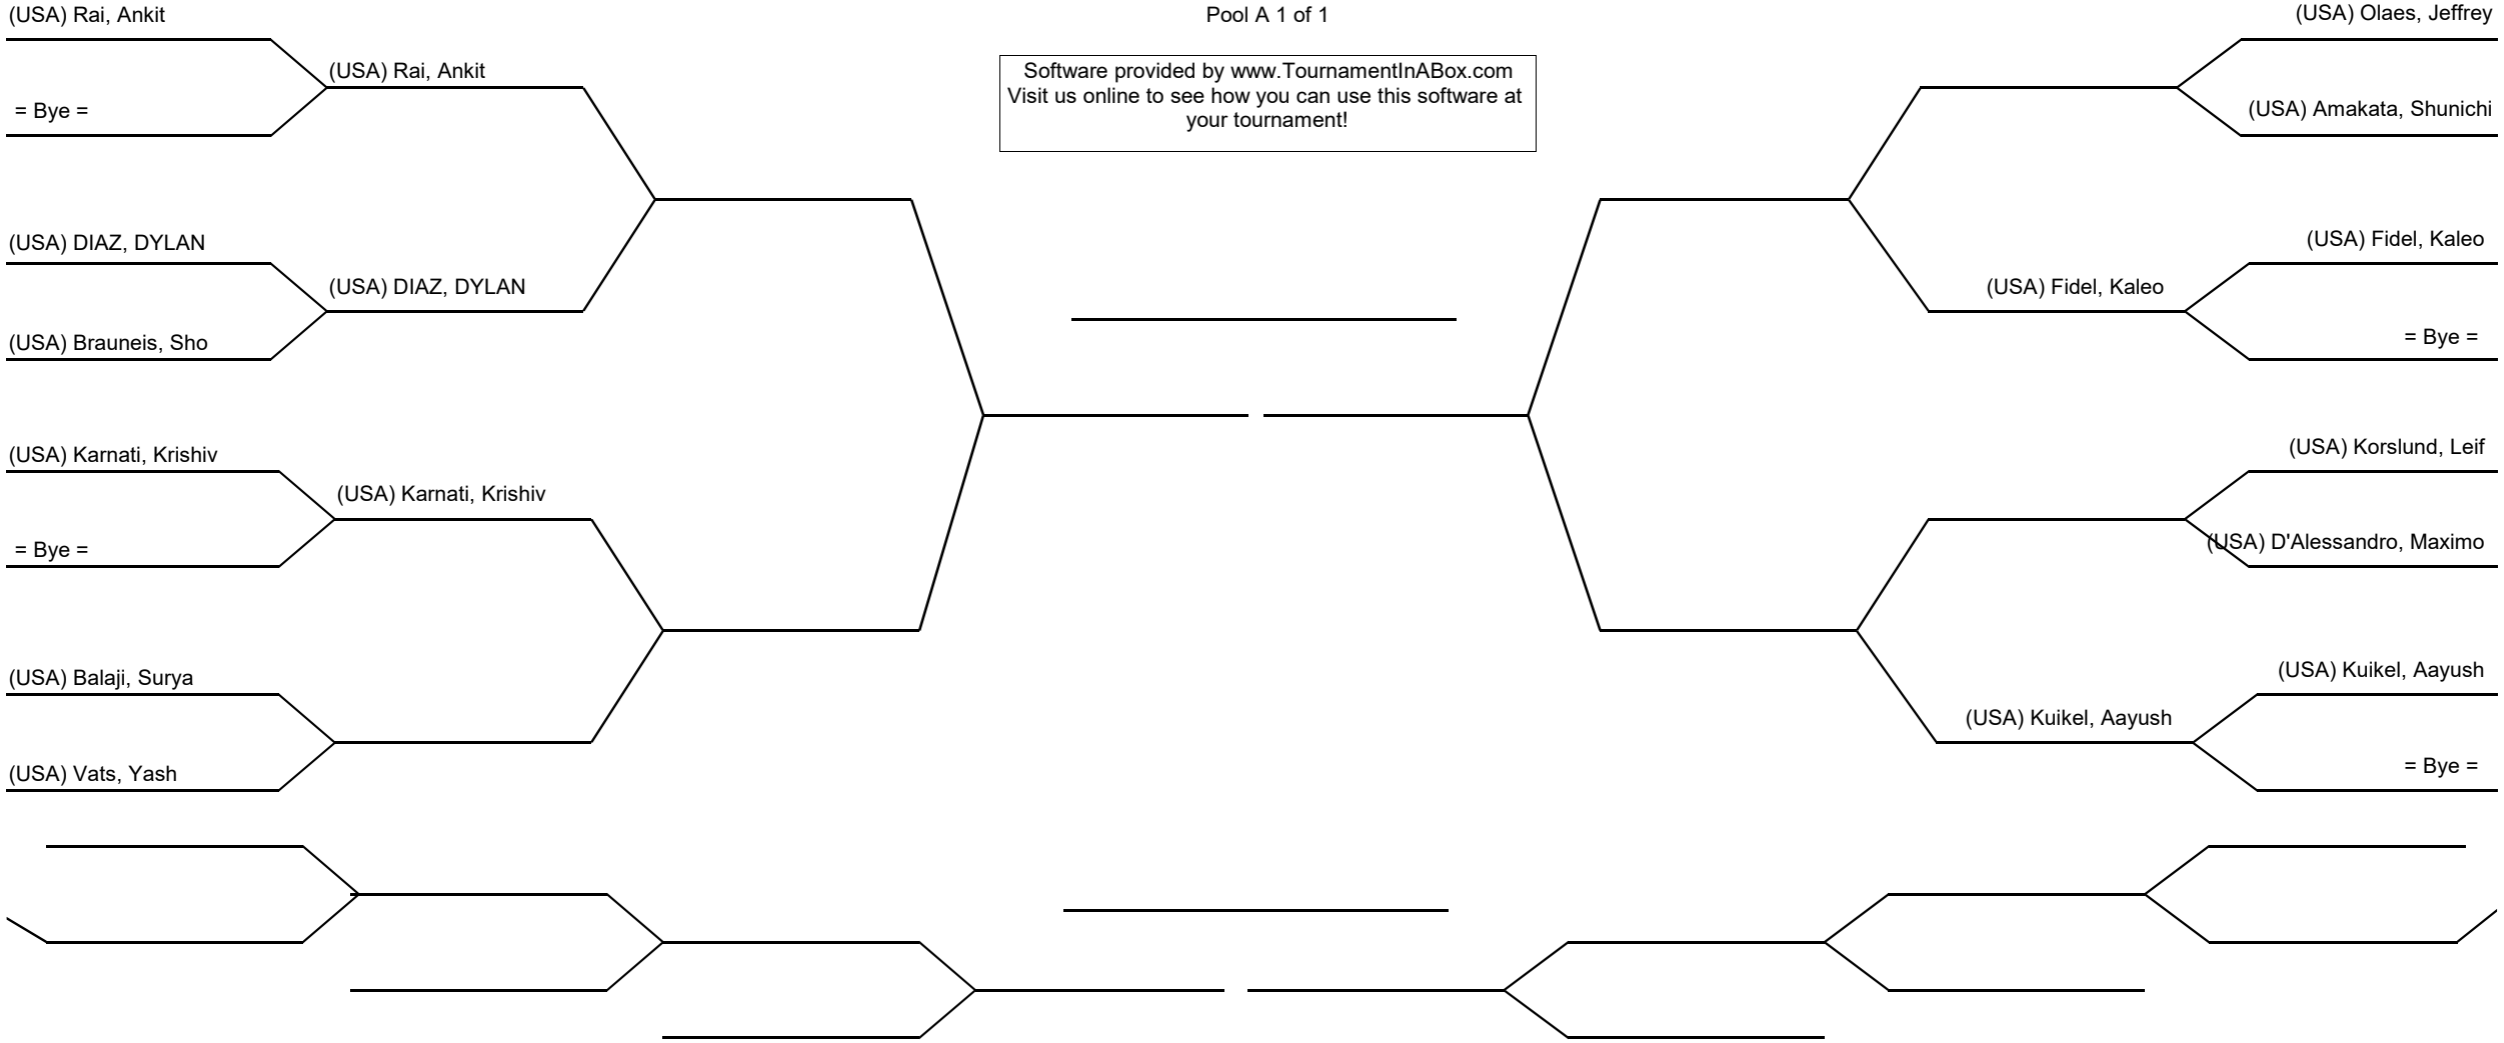 (USA) Rai, Ankit
Pool A 1 of 1
(USA) Olaes, Jeffrey
(USA) Rai, Ankit
Software provided by www.TournamentInABox.com
Visit us online to see how you can use this software at
your tournament!
= Bye =
(USA) Amakata, Shunichi
(USA) DIAZ, DYLAN
(USA) Fidel, Kaleo
(USA) DIAZ, DYLAN
(USA) Fidel, Kaleo
(USA) Brauneis, Sho
= Bye =
(USA) Karnati, Krishiv
(USA) Korslund, Leif
(USA) Karnati, Krishiv
= Bye =
(USA) D'Alessandro, Maximo
(USA) Balaji, Surya
(USA) Kuikel, Aayush
(USA) Kuikel, Aayush
(USA) Vats, Yash
= Bye =